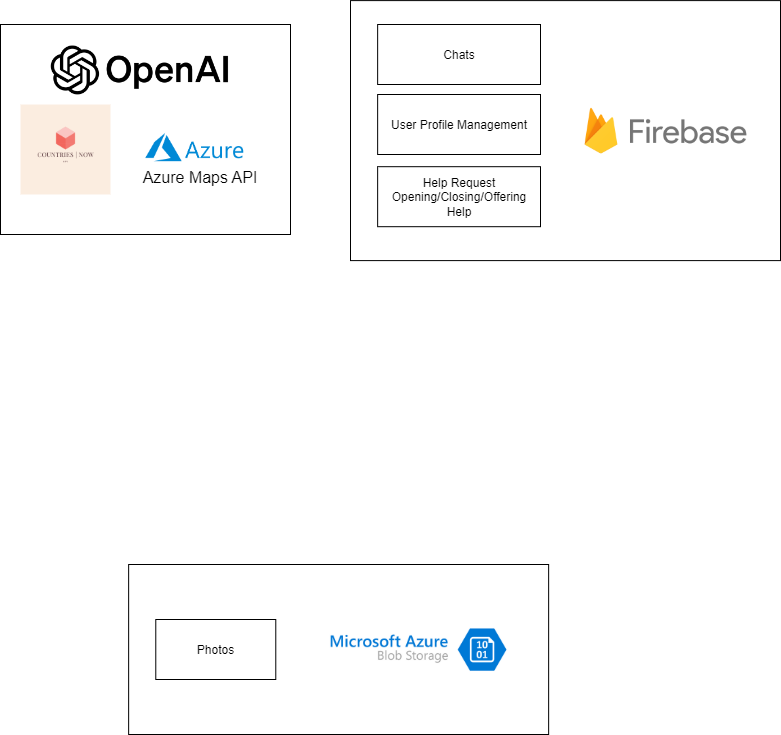 OpenAI
COUNTRIES | NOW
Azure
Azure Maps API
Chats
User Profile Management
Help Request
Opening/Closing/Offering
Help
Firebase
Photos
Microsoft Azure
Blob Storage
10
01